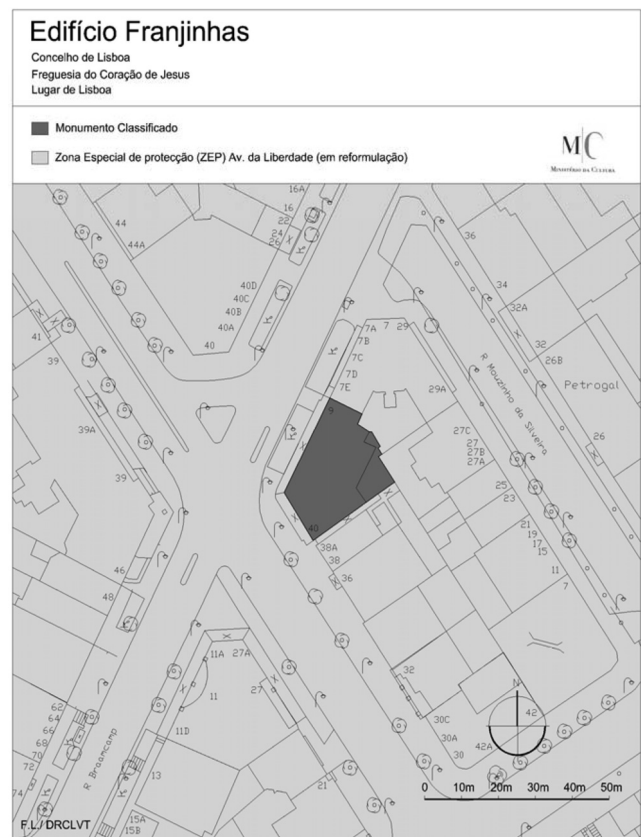 Edifício Franjinhas
Concelho de Lisboa
Freguesia do Coração de Jesus
Lugar de Lisboa
Monumento Classificado
Zona Especial de protecção (ZEP) Av. da Liberdade (em reformulação)
M/C
MINISTÉRIO DA CULTURA
16A
16
22
24
26
44
44A
36
34
32A
32
26B
Petrogal
26
40D
40C
40B
40A
40
41
39
39A
39
7A
7
29
7B
7C
7D
7E
9
29A
R Mouzinho da Silveira
27C
27
27B
27A
25
23
21
19
17
15
11
7
40
38A
38
36
46
48
11A
27A
11
27
11D
32
30C
30A
30
N
42
42A
62
64
66
68
70
72
74
R Braancamp
13
15A
15B
21
0 10m 20m 30m 40m 50m
F.L./ DRCLVT